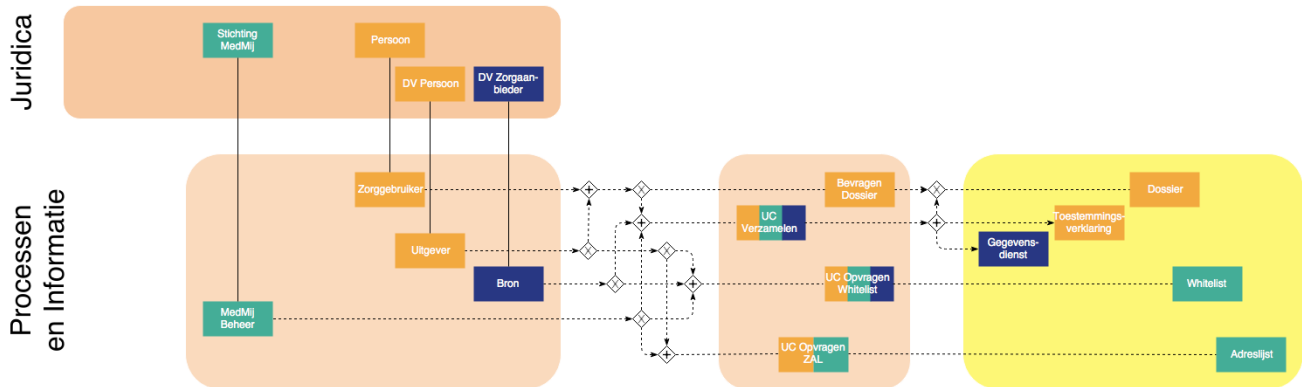 Juridica
Stichting
MedMij
Persoon
DV Persoon
DV Zorgaan-
bieder
Processen
en Informatie
Zorggebruiker
Uitgever
Bron
MedMij
Beheer
Bevragen
Dossier
UC
Verzamelen
UC Opvragen
Whitelist
UC Opvragen
ZAL
Dossier
Toestemmings-
verklaring
Gegevens-
dienst
Whitelist
Adreslijst